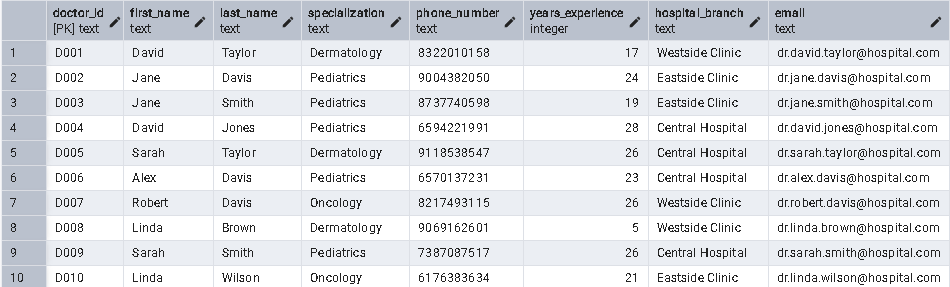 doctor_id first_name last_name specialization phone_number years_experience hospital_branch email
[PK] text text text text text integer text text
1 D001 David Taylor Dermatology 8322010158 17 Westside Clinic dr.david.taylor@hospital.com
2 D002 Jane Davis Pediatrics 9004382050 24 Eastside Clinic dr.jane.davis@hospital.com
3 D003 Jane Smith Pediatrics 8737740598 19 Eastside Clinic dr.jane.smith@hospital.com
4 D004 David Jones Pediatrics 6594221991 28 Central Hospital dr.david.jones@hospital.com
5 D005 Sarah Taylor Dermatology 9118538547 26 Central Hospital dr.sarah.taylor@hospital.com
6 D006 Alex Davis Pediatrics 6570137231 23 Central Hospital dr.alex.davis@hospital.com
7 D007 Robert Davis Oncology 8217493115 26 Westside Clinic dr.robert.davis@hospital.com
8 D008 Linda Brown Dermatology 9069162601 5 Westside Clinic dr.linda.brown@hospital.com
9 D009 Sarah Smith Pediatrics 7387087517 26 Central Hospital dr.sarah.smith@hospital.com
10 D010 Linda Wilson Oncology 6176383634 21 Eastside Clinic dr.linda.wilson@hospital.com